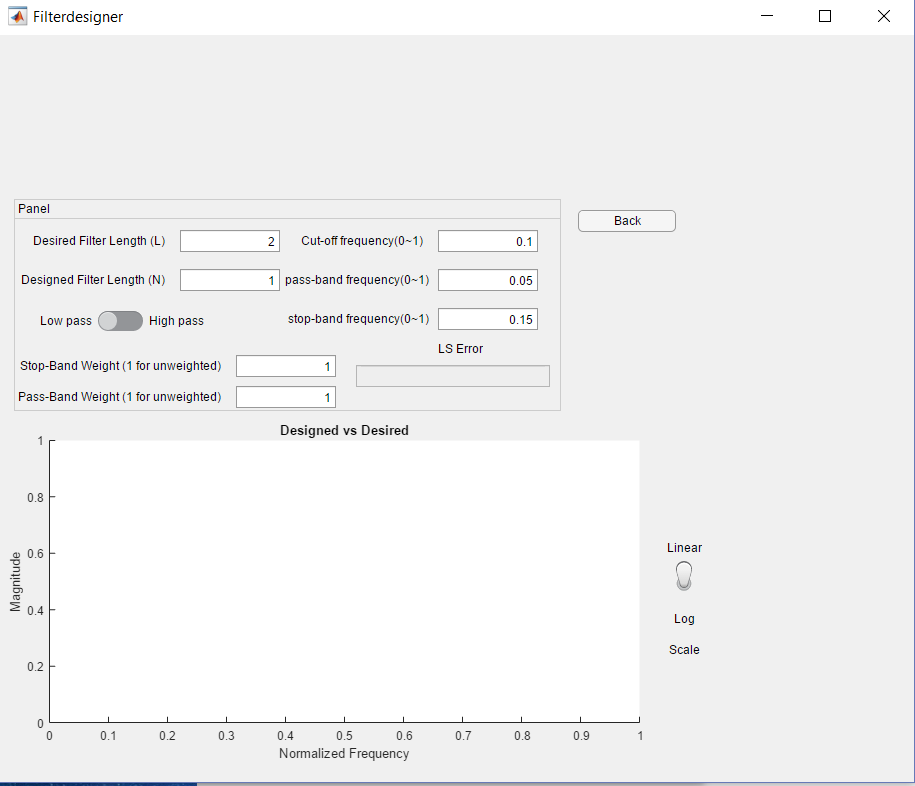 Filterdesigner
Panel
Back
Desired Filter Length (L) 2 Cut-off frequency(0~1) 0.1
Designed Filter Length (N) 1 pass-band frequency(0~1) 0.05
Low pass High pass stop-band frequency(0~1) 0.15
LS Error
Stop-Band Weight (1 for unweighted) 1
Pass-Band Weight (1 for unweighted) 1
Designed vs Desired
1
0.8
0.6
0.4
0.2
0
Magnitude
0 0.1 0.2 0.3 0.4 0.5 0.6 0.7 0.8 0.9 1
Normalized Frequency
Linear
Log
Scale